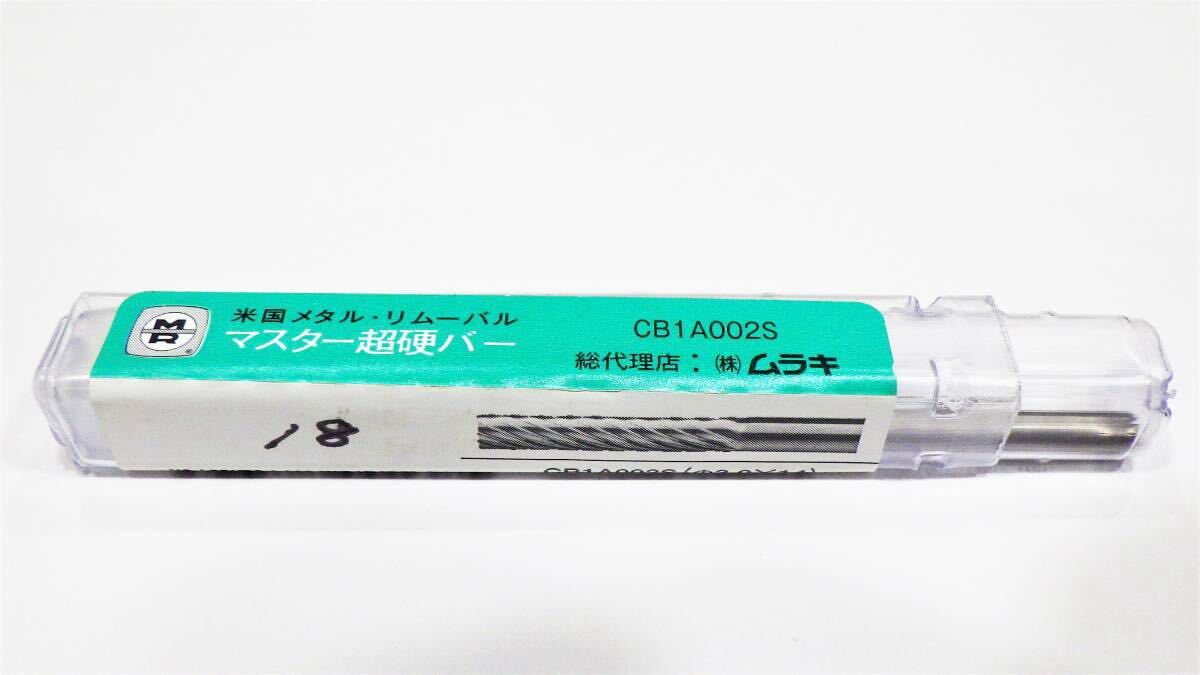 MR
®
米国メタル・リムーバル
マスター超硬バー
CB1A002S
総代理店：㈱ムラキ
18